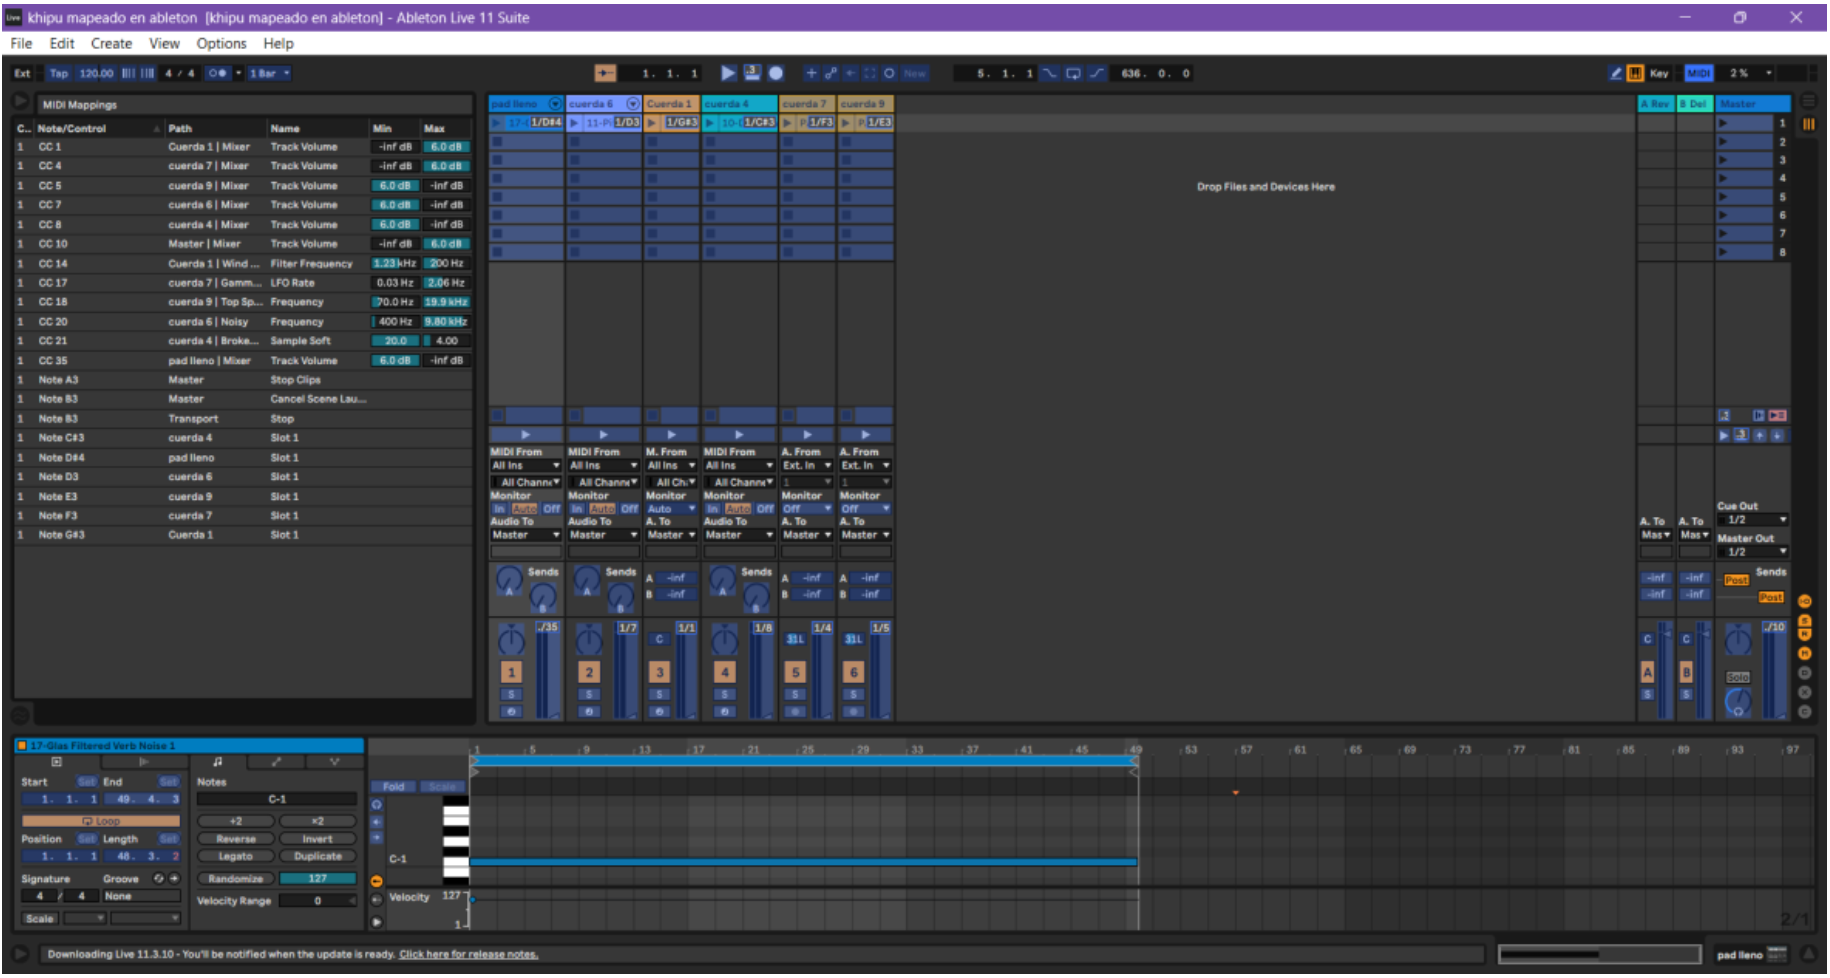 khipu mapeado en ableton [khipu mapeado en ableton] - Ableton Live 11 Suite
File Edit Create View Options Help
Ext Tap 120.00 4 / 4 1 Bar 1. 1. 1 New 5. 1. 1 636. 0. 0 Key MIDI 2 %
MIDI Mappings
C.. Note/Control Path Name Min Max
1 CC 1 Cuerda 1 | Mixer Track Volume -inf dB 6.0 dB
1 CC 4 cuerda 7 | Mixer Track Volume -inf dB 6.0 dB
1 CC 5 cuerda 9 | Mixer Track Volume 6.0 dB -inf dB
1 CC 7 cuerda 6 | Mixer Track Volume 6.0 dB -inf dB
1 CC 8 cuerda 4 | Mixer Track Volume 6.0 dB -inf dB
1 CC 10 Master | Mixer Track Volume -inf dB 6.0 dB
1 CC 14 Cuerda 1 | Wind ... Filter Frequency 1.23 kHz 200 Hz
1 CC 17 cuerda 7 | Gamm... LFO Rate 0.03 Hz 2.06 Hz
1 CC 18 cuerda 9 | Top Sp... Frequency 70.0 Hz 19.9 kHz
1 CC 20 cuerda 6 | Noisy Frequency 400 Hz 9.80 kHz
1 CC 21 cuerda 4 | Broke... Sample Soft 20.0 4.00
1 CC 35 pad lleno | Mixer Track Volume 6.0 dB -inf dB
1 Note A3 Master Stop Clips
1 Note B3 Master Cancel Scene Lau...
1 Note B3 Transport Stop
1 Note C#3 cuerda 4 Slot 1
1 Note D#4 pad lleno Slot 1
1 Note D3 cuerda 6 Slot 1
1 Note E3 cuerda 9 Slot 1
1 Note F3 cuerda 7 Slot 1
1 Note G#3 Cuerda 1 Slot 1
pad lleno cuerda 6 Cuerda 1 cuerda 4 cuerda 7 cuerda 9
1/D#4 11-Pi 1/D3 1/G#3 1/C#3 1/F3 1/E3
Drop Files and Devices Here
MIDI From MIDI From M. From MIDI From A. From A. From
All Ins All Ins All Ins All Ins Ext. In Ext. In
All Channe All Channe All Ch All Channe 1 1
Monitor Monitor Monitor Monitor Monitor Monitor
In Auto Off In Auto Off Auto In Auto Off Off Off
Audio To Audio To A. To Audio To A. To A. To
Master Master Master Master Master Master
Sends Sends A -inf Sends A -inf A -inf
A B A B B -inf A B B -inf B -inf
./35 1/7 1/1 1/8 1/4 1/5
C 31L 31L
1 2 3 4 5 6
S S S S S S
A Rev B Del Master
1
2
3
4
5
6
7
8
Cue Out
1/2
A. To A. To Master Out
Mas Mas 1/2
-inf -inf Post Sends
-inf -inf Post
./10
C C
A B Solo
S S
17-Glas Filtered Verb Noise 1
Start Set End Set Notes
1. 1. 1 49. 4. 3 C-1
Loop +2 ×2
Position Set Length Set Reverse Invert
1. 1. 1 48. 3. 2 Legato Duplicate
Signature Groove Randomize 127
4 / 4 None Velocity Range 0
Scale
1 5 9 13 17 21 25 29 33 37 41 45 49 53 57 61 65 69 73 77 81 85 89 93 97
Fold Scale
C-1
Velocity 127
1
2/1
Downloading Live 11.3.10 - You'll be notified when the update is ready. Click here for release notes.
pad lleno